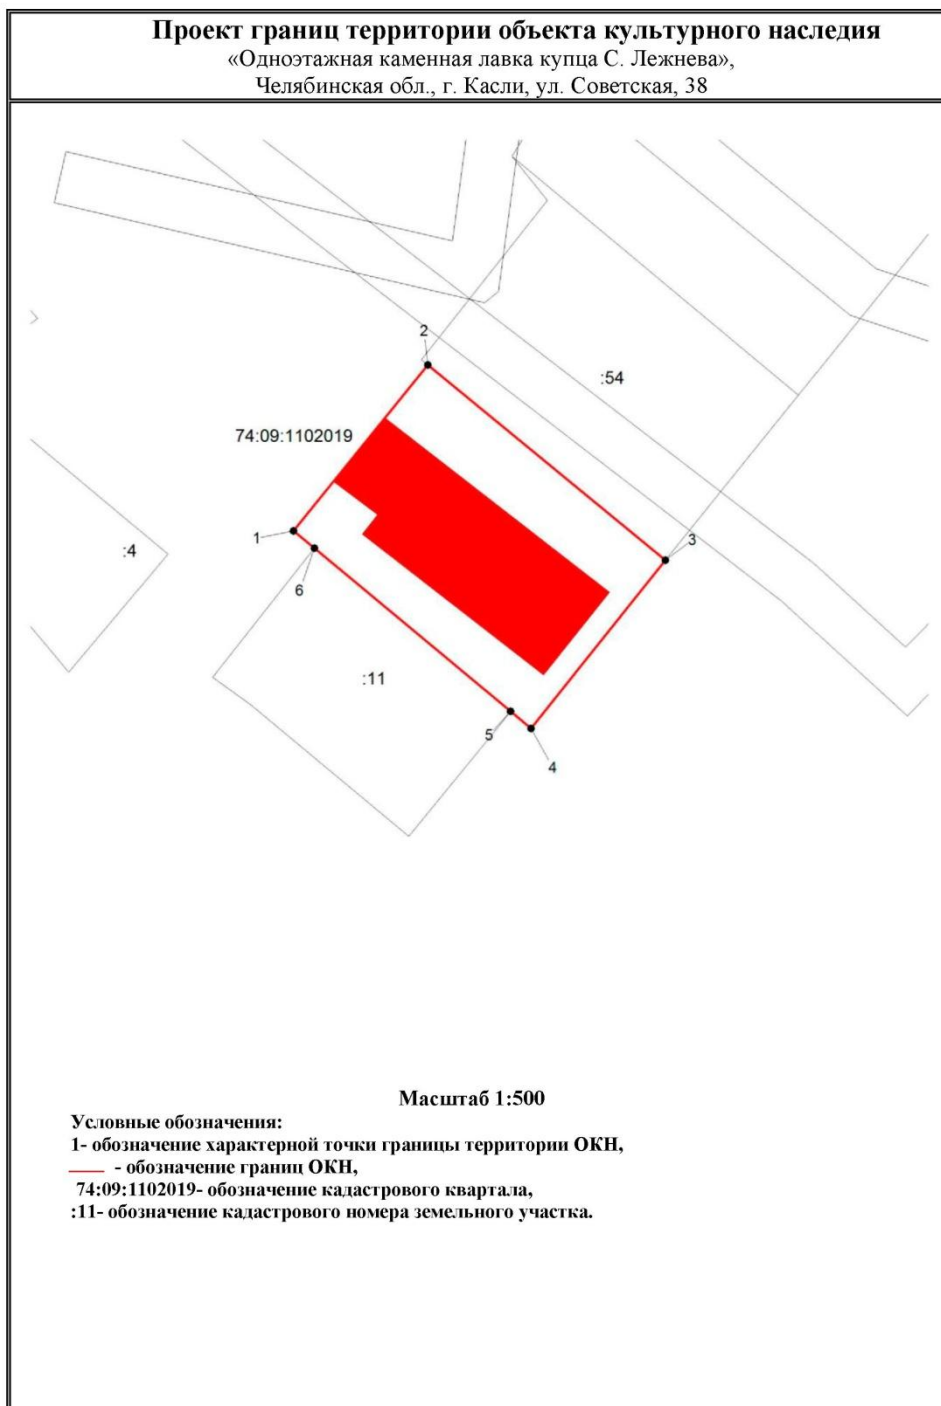 Проект границ территории объекта культурного наследия
«Одноэтажная каменная лавка купца С. Лежнева»,
Челябинская обл., г. Касли, ул. Советская, 38
2
:54
74:09:1102019
1
3
:4
6
:11
5
4
Масштаб 1:500
Условные обозначения:
1- обозначение характерной точки границы территории ОКН,
- обозначение границ ОКН,
74:09:1102019- обозначение кадастрового квартала,
:11- обозначение кадастрового номера земельного участка.